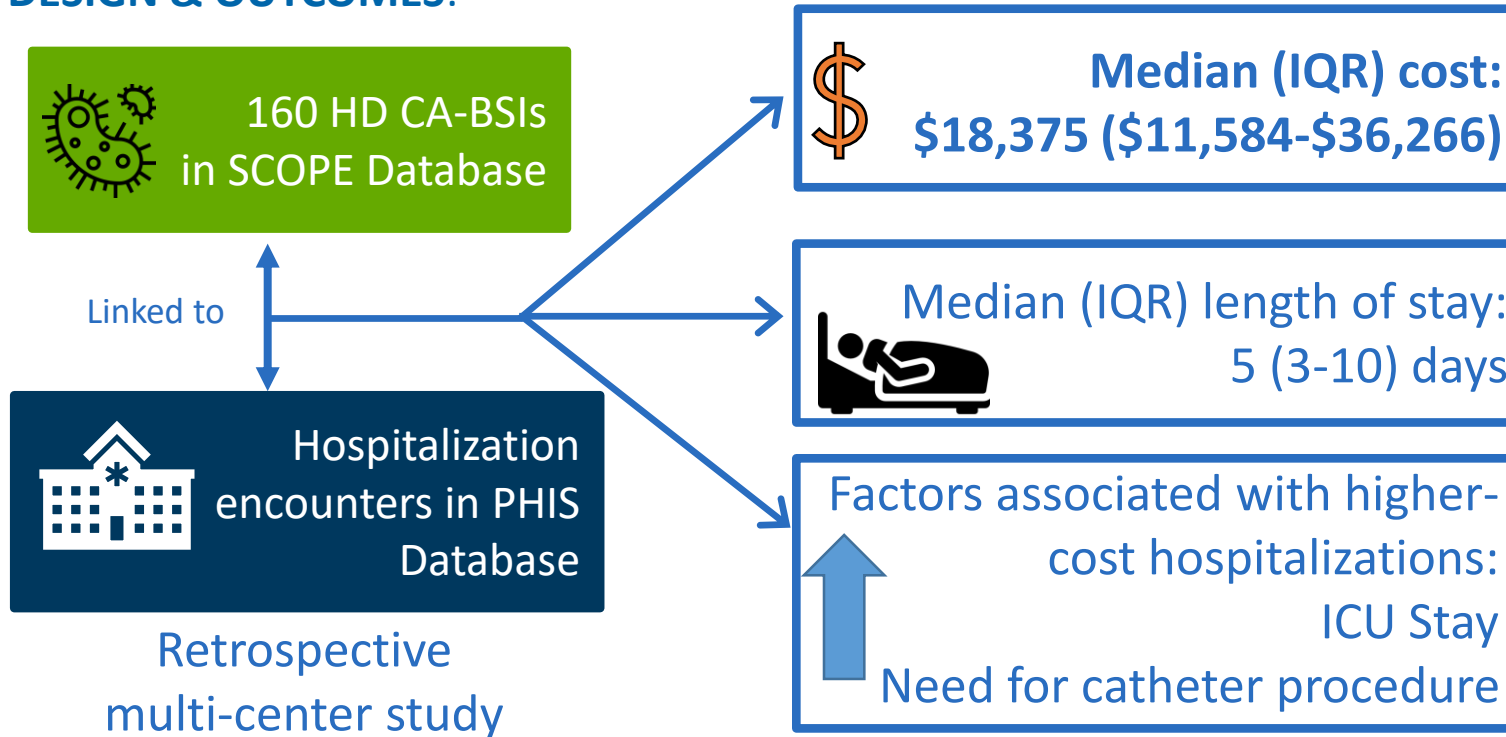 DESIGN & OUTCOMES:
160 HD CA-BSIs
in SCOPE Database
Linked to
Hospitalization
encounters in PHIS
Database
Retrospective
multi-center study
$
Median (IQR) cost:
$18,375 ($11,584-$36,266)
Median (IQR) length of stay:
5 (3-10) days
Factors associated with higher-
cost hospitalizations:
ICU Stay
Need for catheter procedure